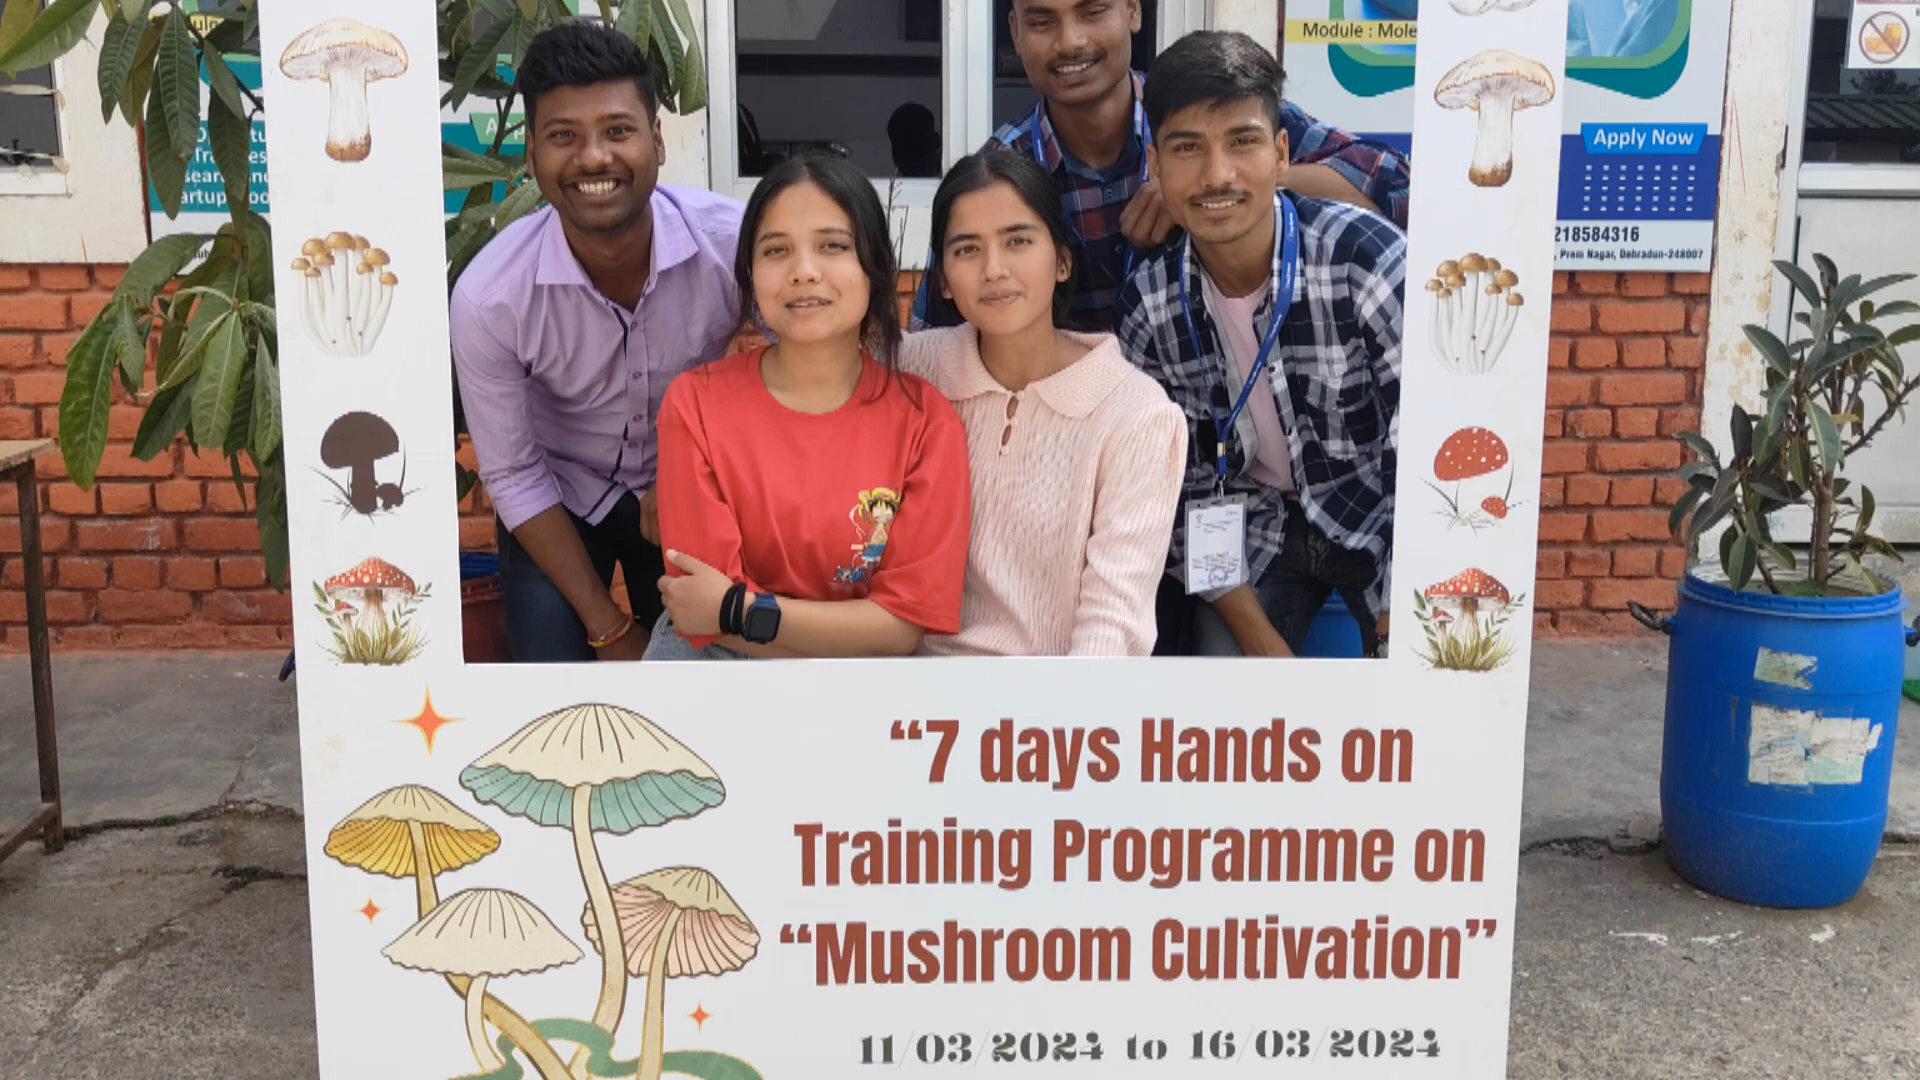 Module : Mole
Apply Now
218584316
, Prem Nagar, Dehradun-248007
“7 days Hands on
Training Programme on
“Mushroom Cultivation”
11/03/2024 to 16/03/2024